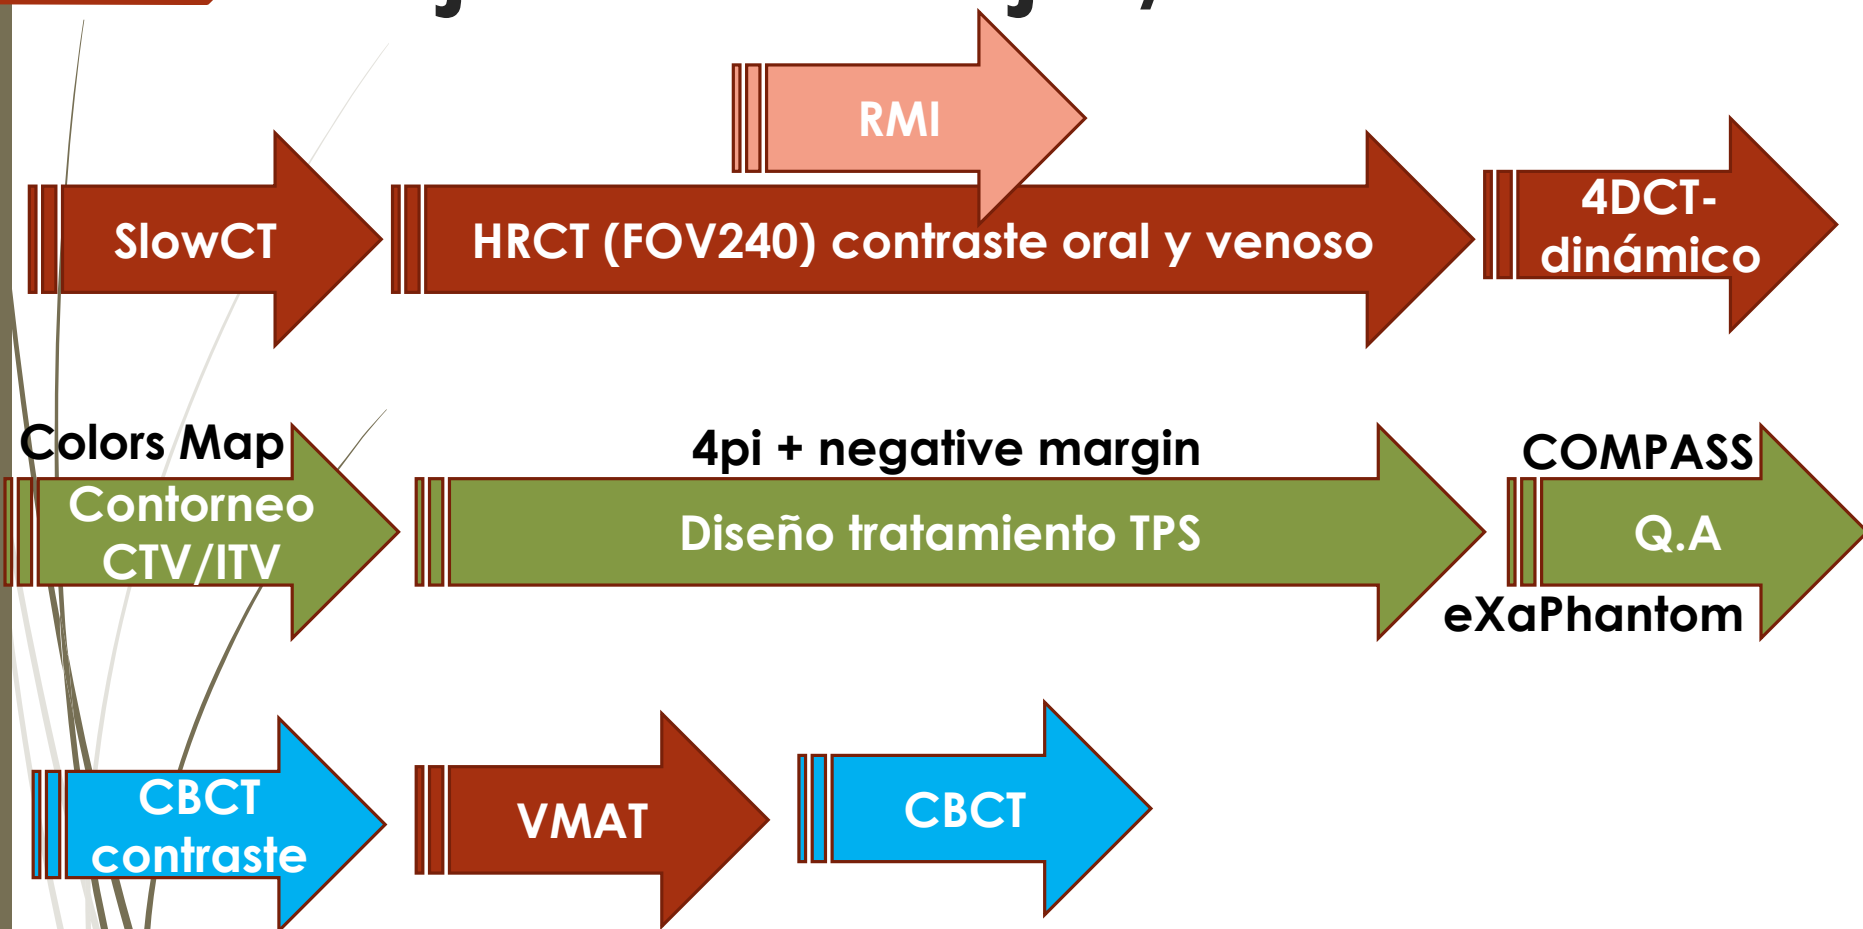 RMI
SlowCT
HRCT (FOV240) contraste oral y venoso
4DCT-
dinámico
Colors Map
Contorneo
CTV/ITV
4pi + negative margin
Diseño tratamiento TPS
COMPASS
Q.A
eXaPhantom
CBCT
contraste
VMAT
CBCT